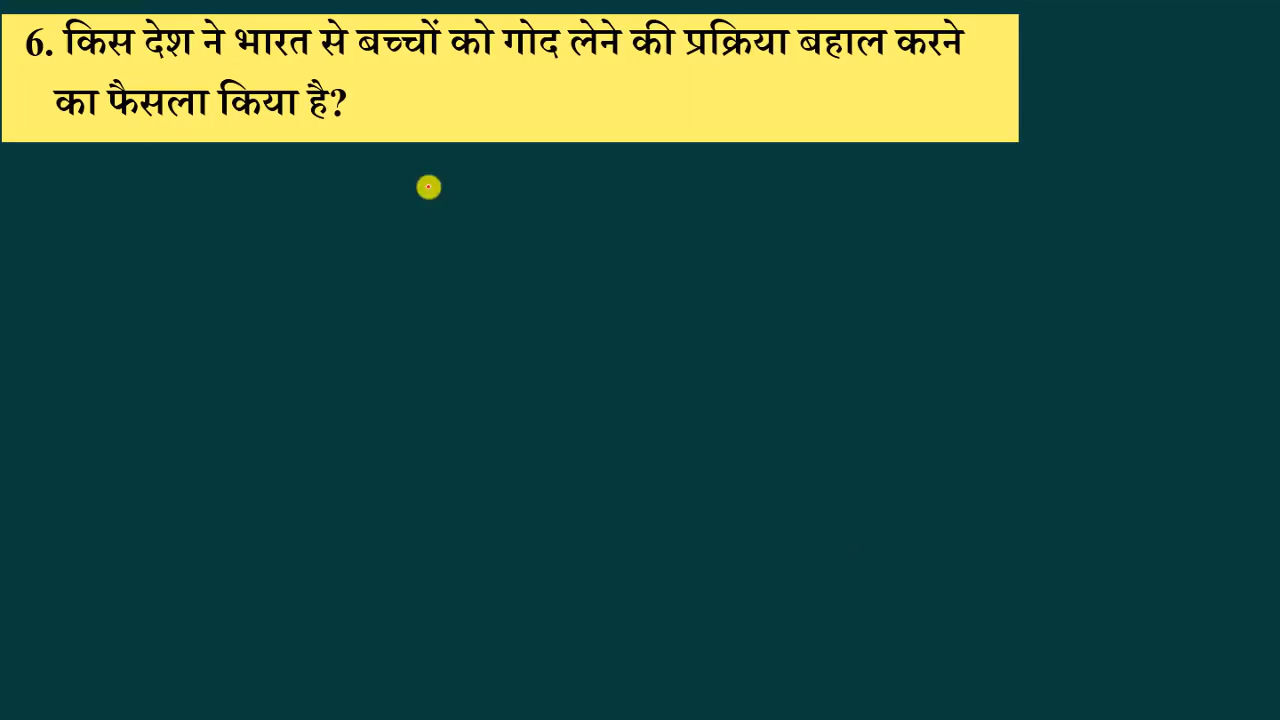 6. किस देश ने भारत से बच्चों को गोद लेने की प्रक्रिया बहाल करने
का फैसला किया है?